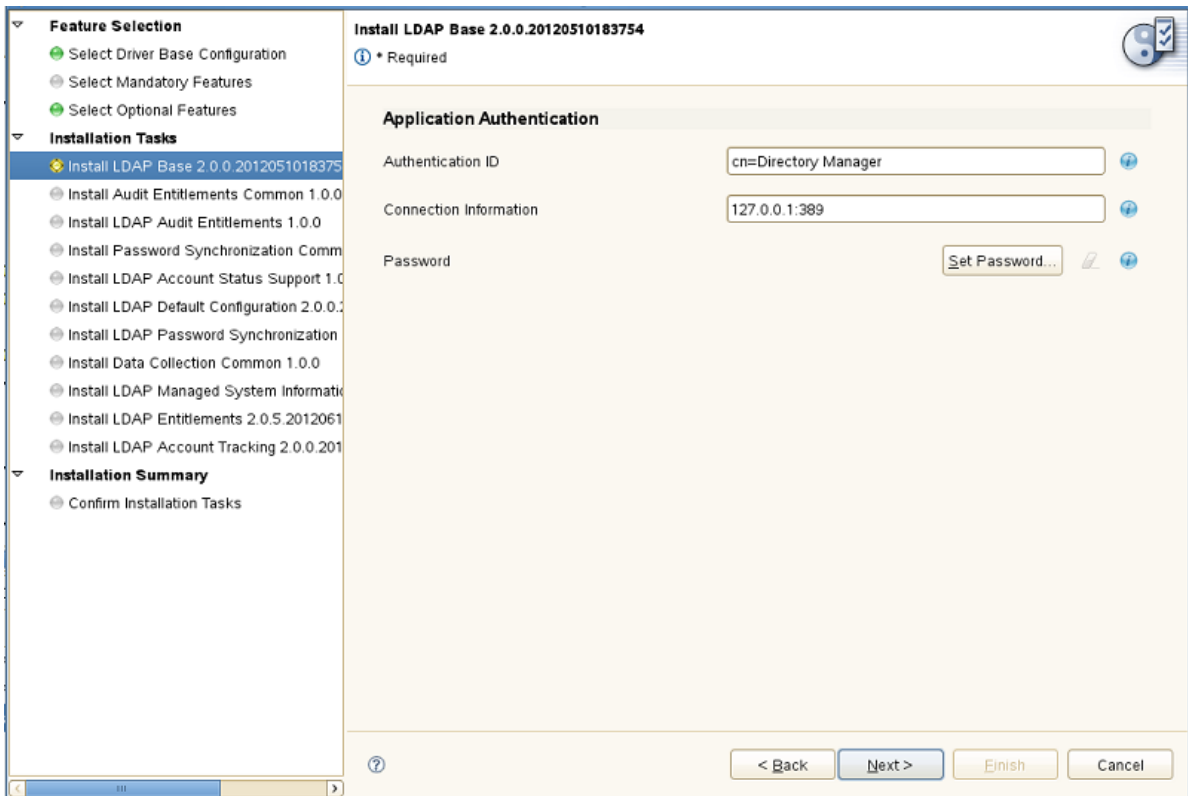 Feature Selection
Select Driver Base Configuration
Select Mandatory Features
Select Optional Features
Installation Tasks
Install LDAP Base 2.0.0.2012051018375
Install Audit Entitlements Common 1.0.0
Install LDAP Audit Entitlements 1.0.0
Install Password Synchronization Comm
Install LDAP Account Status Support 1.0
Install LDAP Default Configuration 2.0.0.2
Install LDAP Password Synchronization
Install Data Collection Common 1.0.0
Install LDAP Managed System Informatio
Install LDAP Entitlements 2.0.5.2012061
Install LDAP Account Tracking 2.0.0.201
Installation Summary
Confirm Installation Tasks
Install LDAP Base 2.0.0.20120510183754
* Required
Application Authentication
Authentication ID cn=Directory Manager
Connection Information 127.0.0.1:389
Password Set Password...
< Back Next > Finish Cancel